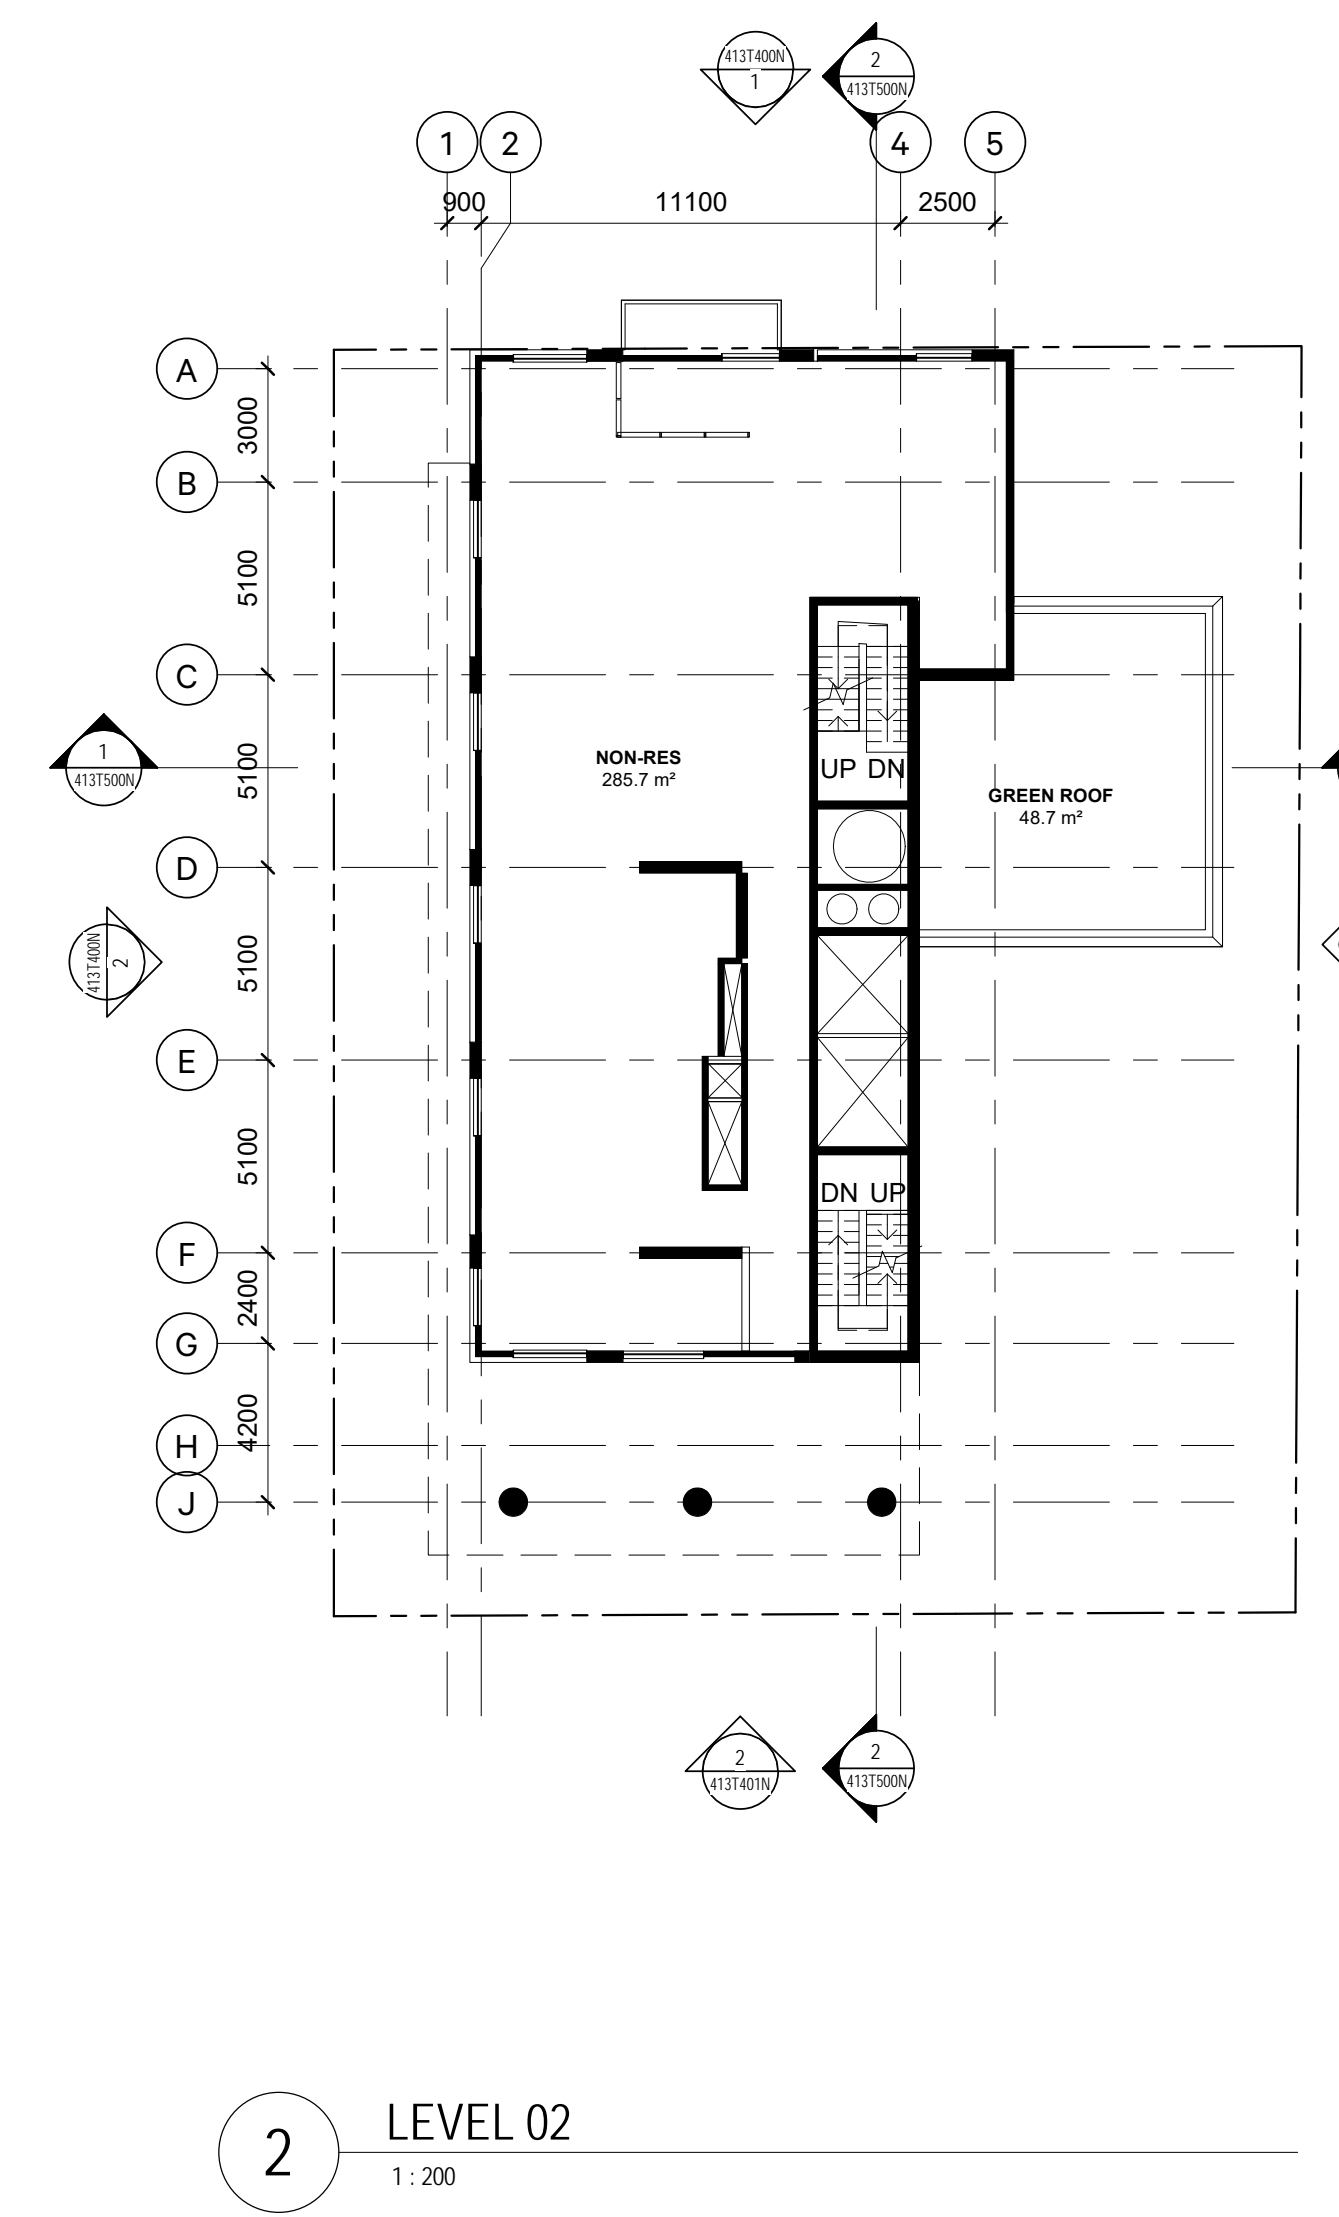 413T400N
1
2
413T500N
1
2
4
5
900
11100
2500
A
3000
B
5100
C
1
413T500N
5100
NON-RES
285.7 m²
UP DN
GREEN ROOF
48.7 m²
D
413T400N
2
5100
E
5100
DN UP
F
2400
G
4200
H
J
2
413T401N
2
413T500N
2
LEVEL 02
1 : 200